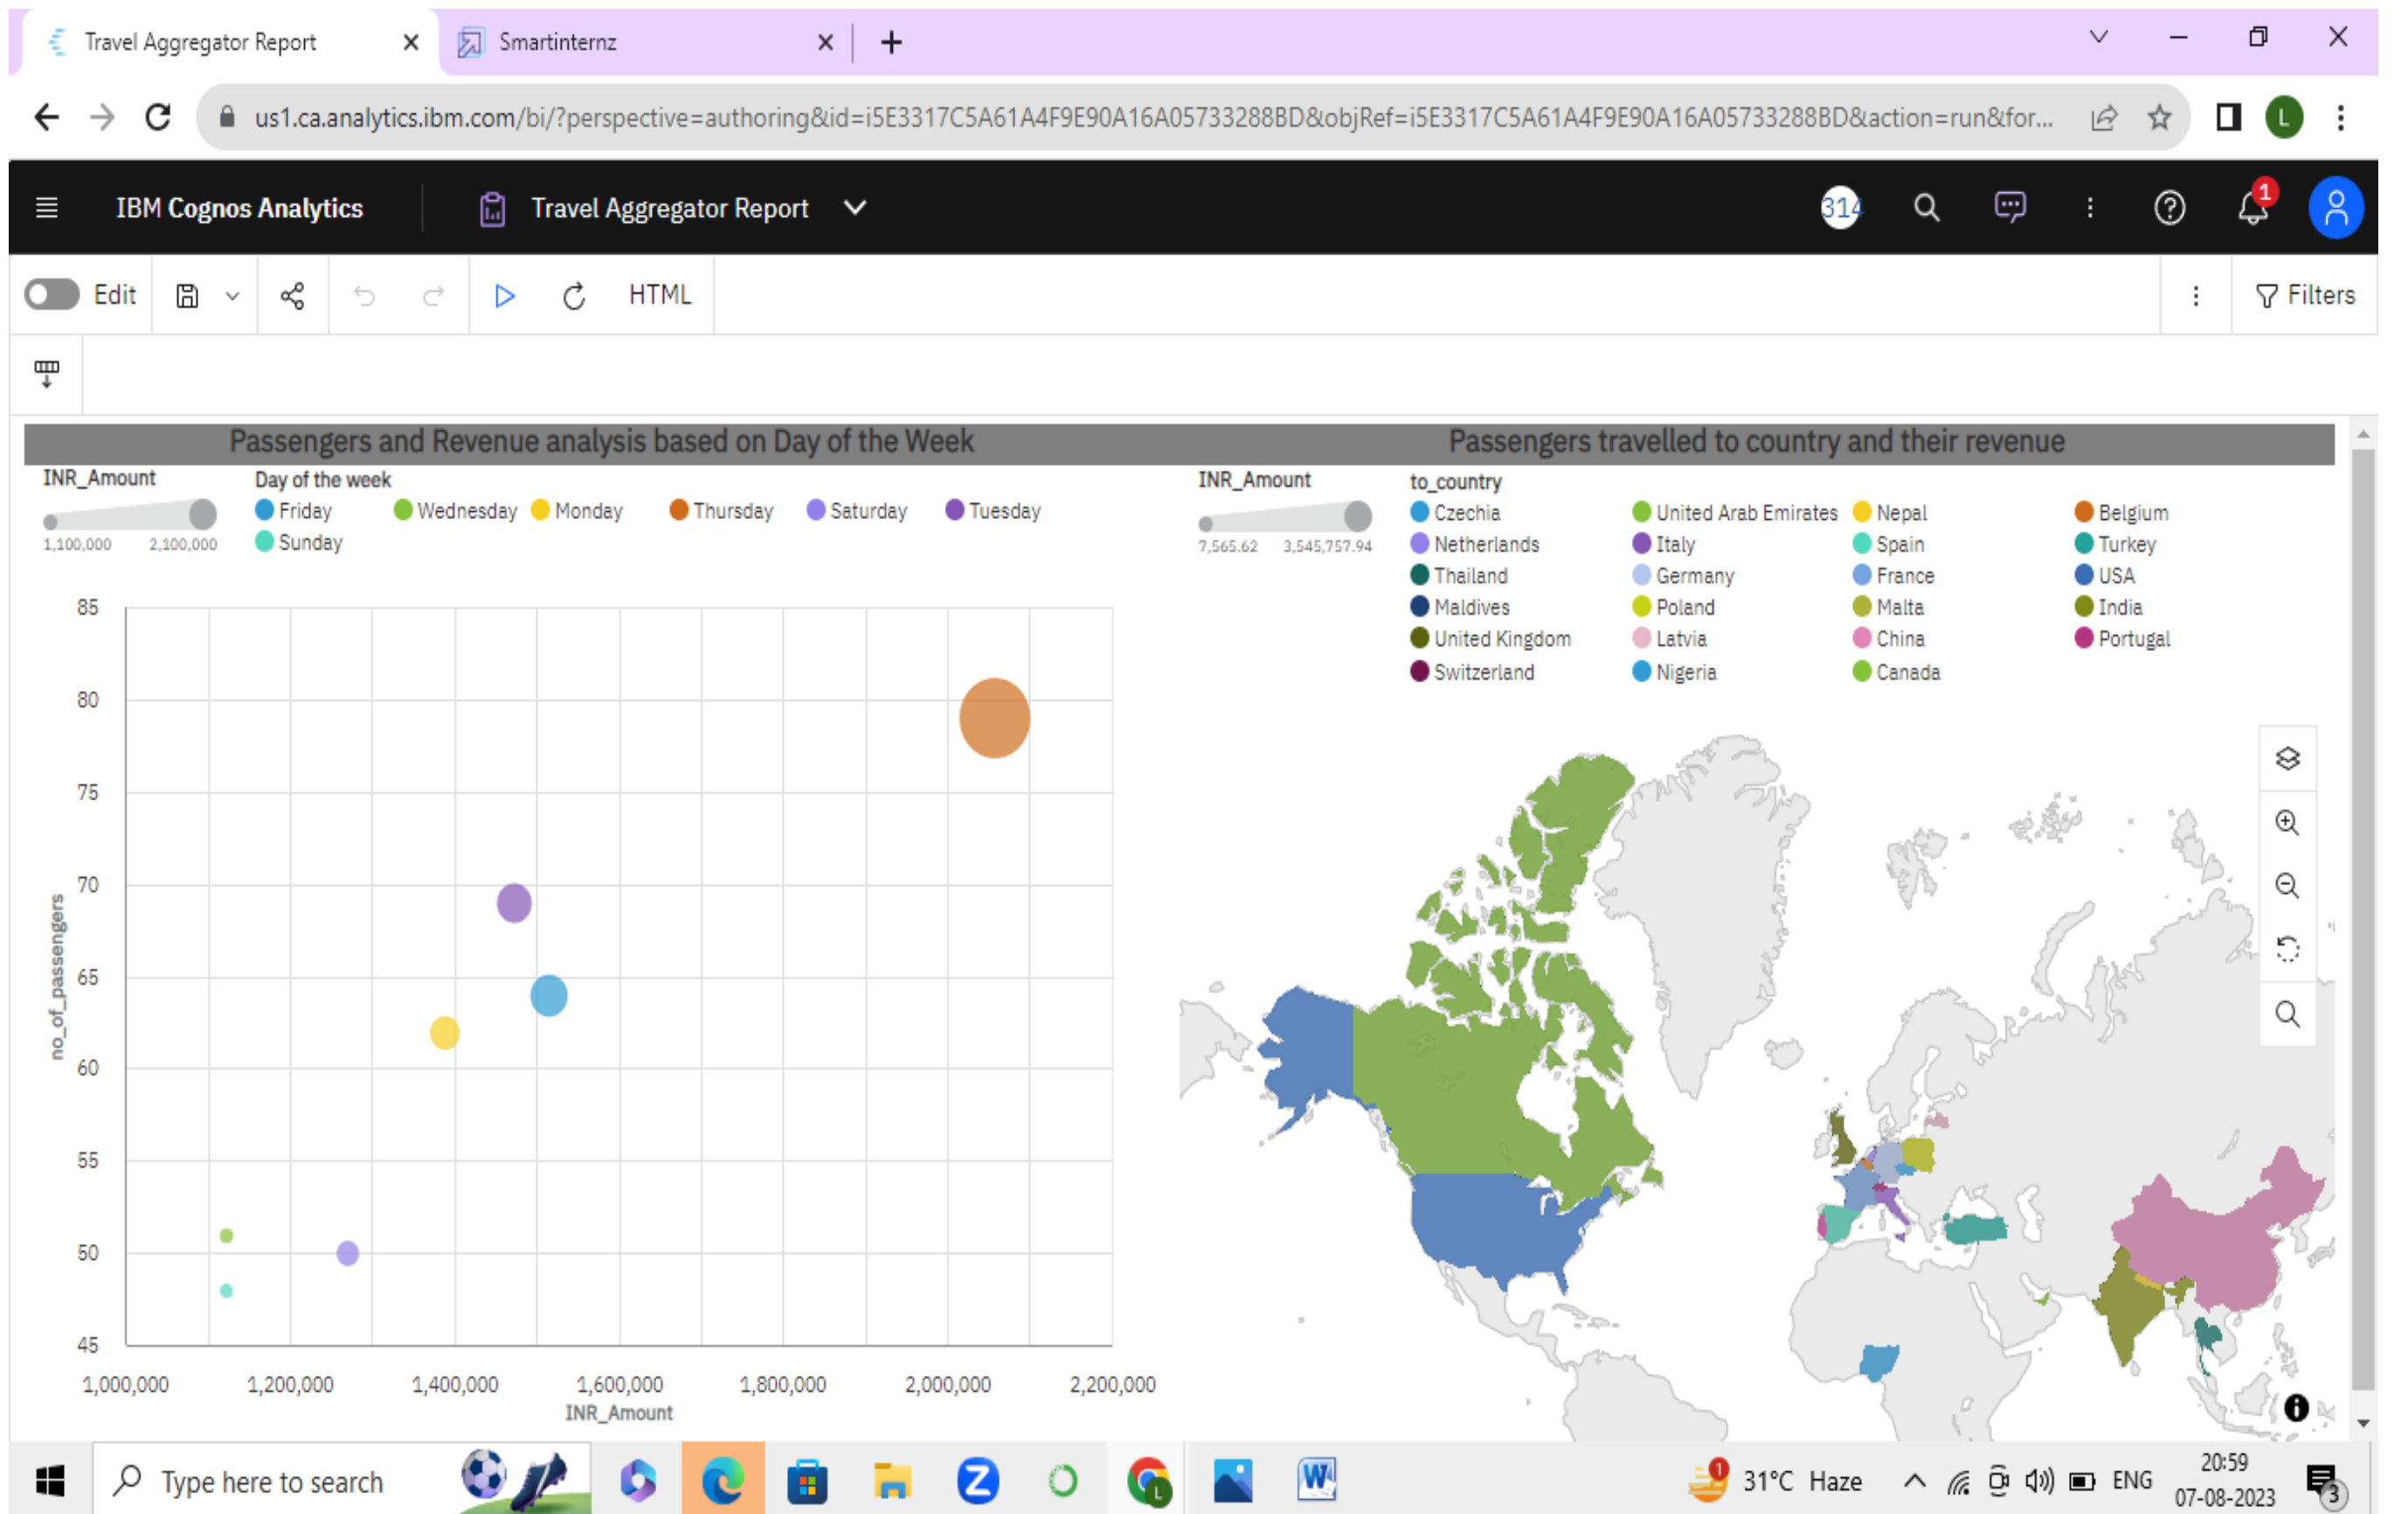 Travel Aggregator Report
Smartinternz
us1.ca.analytics.ibm.com/bi/?perspective=authoring&id=i5E3317C5A61A4F9E90A16A05733288BD&objRef=i5E3317C5A61A4F9E90A16A05733288BD&action=run&for...
L
IBM Cognos Analytics
Travel Aggregator Report
314
1
Edit
HTML
Filters
Passengers and Revenue analysis based on Day of the Week
INR_Amount
1,100,000 2,100,000
Day of the week
Friday Wednesday Monday Thursday Saturday Tuesday
Sunday
85
80
75
70
65
60
55
50
45
no_of_passengers
1,000,000 1,200,000 1,400,000 1,600,000 1,800,000 2,000,000 2,200,000
INR_Amount
Passengers travelled to country and their revenue
INR_Amount
7,565.62 3,545,757.94
to_country
Czechia United Arab Emirates Nepal Belgium
Netherlands Italy Spain Turkey
Thailand Germany France USA
Maldives Poland Malta India
United Kingdom Latvia China Portugal
Switzerland Nigeria Canada
Type here to search
Z
L
W
1
31°C Haze
ENG
20:59
07-08-2023
3